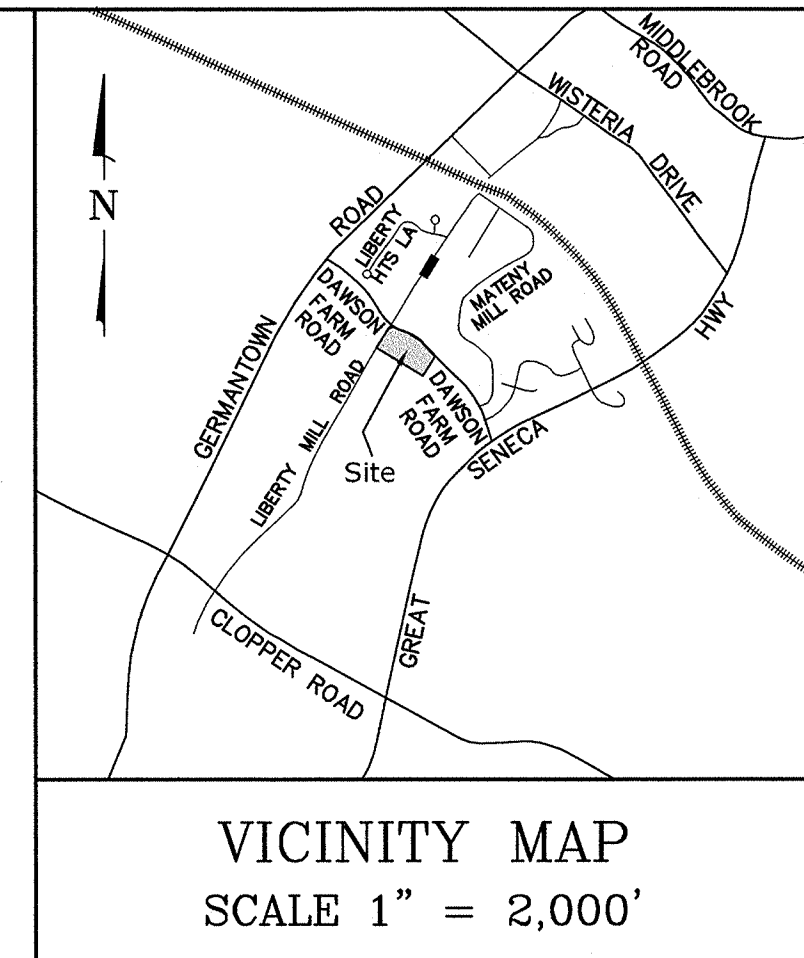 MIDDLEBROOK
ROAD
WISTERIA
DRIVE
N
ROAD
LIBERTY
HTS LA
MATENY
MILL ROAD
HWY
DAWSON
FARM
ROAD
GERMANTOWN
LIBERTY MILL ROAD
DAWSON
FARM
ROAD
SENECA
Site
GREAT
CLOPPER ROAD
VICINITY MAP
SCALE 1" = 2,000'